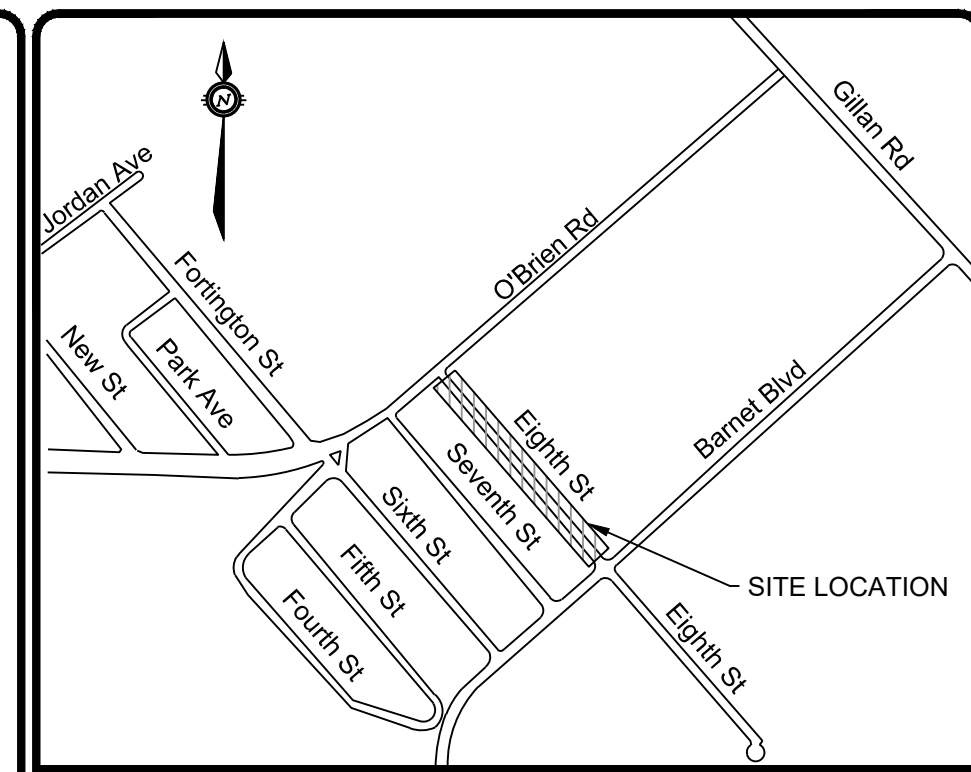 Gillan Rd
Jordan Ave
O'Brien Rd
Fortington St
New St
Park Ave
Barnet Blvd
Eighth St
Seventh St
Sixth St
Fifth St
Fourth St
SITE LOCATION
Eighth St
N